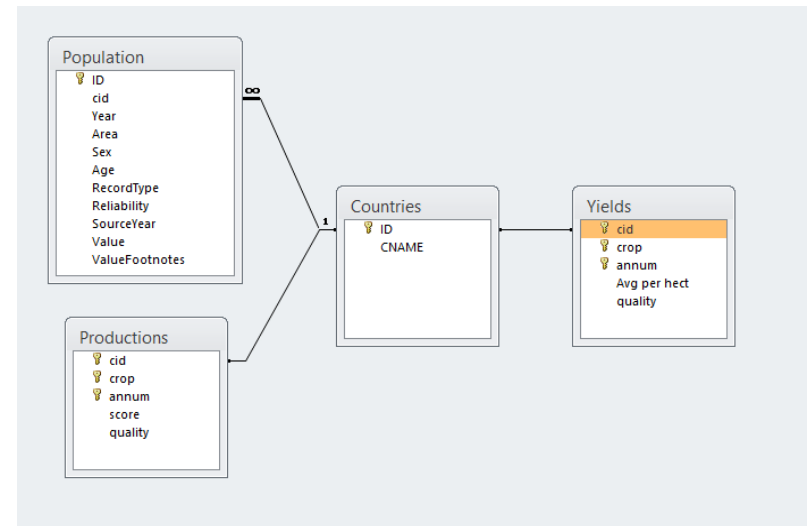 Population
ID
cid
Year
Area
Sex
Age
RecordType
Reliability
SourceYear
Value
ValueFootnotes
∞
1
Countries
ID
CNAME
Yields
cid
crop
annum
Avg per hect
quality
Productions
cid
crop
annum
score
quality